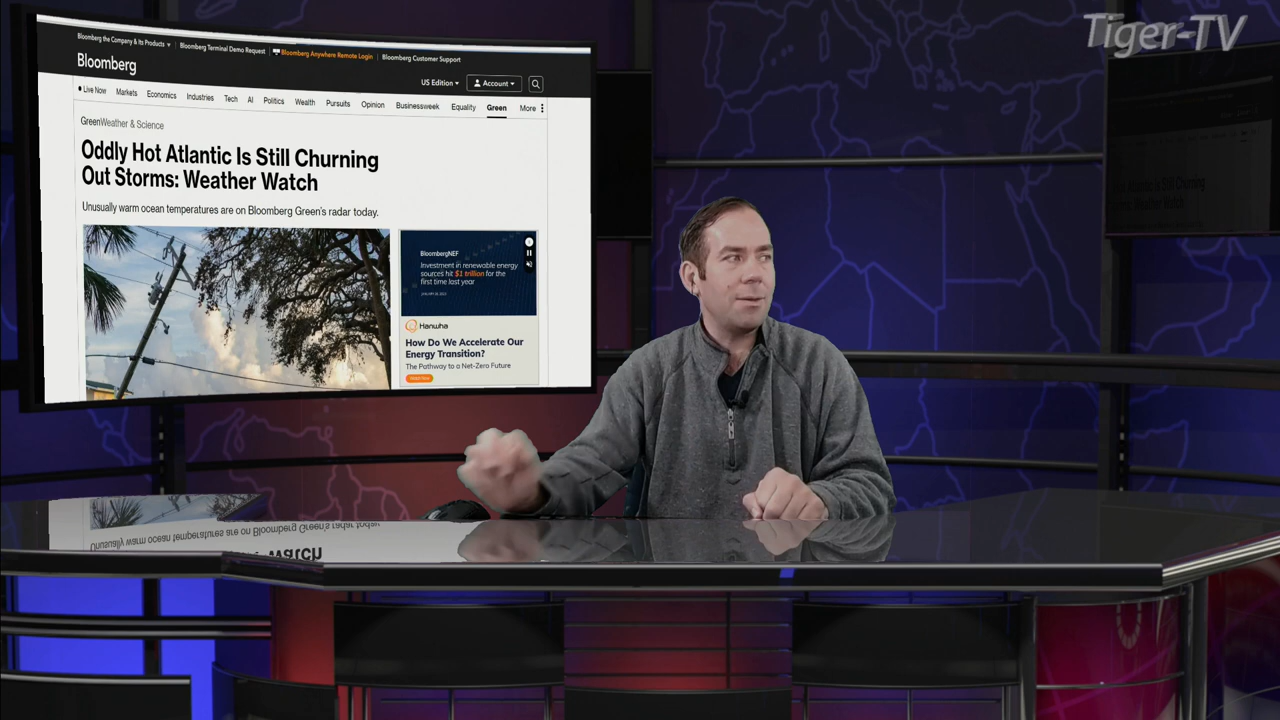 Tiger-TV
Bloomberg the Company & Its Products
Bloomberg Terminal Demo Request
Bloomberg Anywhere Remote Login
Bloomberg Customer Support
Bloomberg
US Edition
Account
Live Now
Markets
Economics
Industries
Tech
AI
Politics
Wealth
Pursuits
Opinion
Businessweek
Equality
Green
More
GreenWeather & Science
Oddly Hot Atlantic Is Still Churning
Out Storms: Weather Watch
Unusually warm ocean temperatures are on Bloomberg Green's radar today.
BloombergNEF
Investment in renewable energy
sources hit $1 trillion for the
first time last year
Hanwha
How Do We Accelerate Our
Energy Transition?
The Pathway to a Net-Zero Future